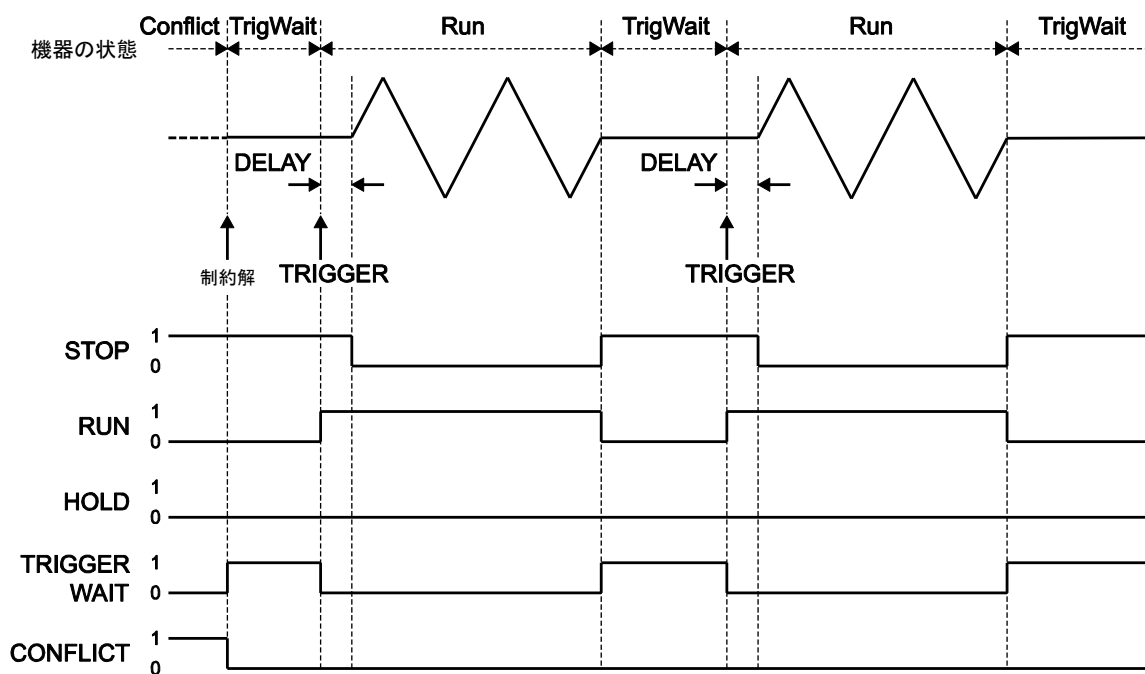 Conflict TrigWait Run TrigWait Run TrigWait
機器の状態
DELAY DELAY
制約解 TRIGGER TRIGGER
STOP 1
0
RUN 1
0
HOLD 1
0
TRIGGER WAIT 1
0
CONFLICT 1
0